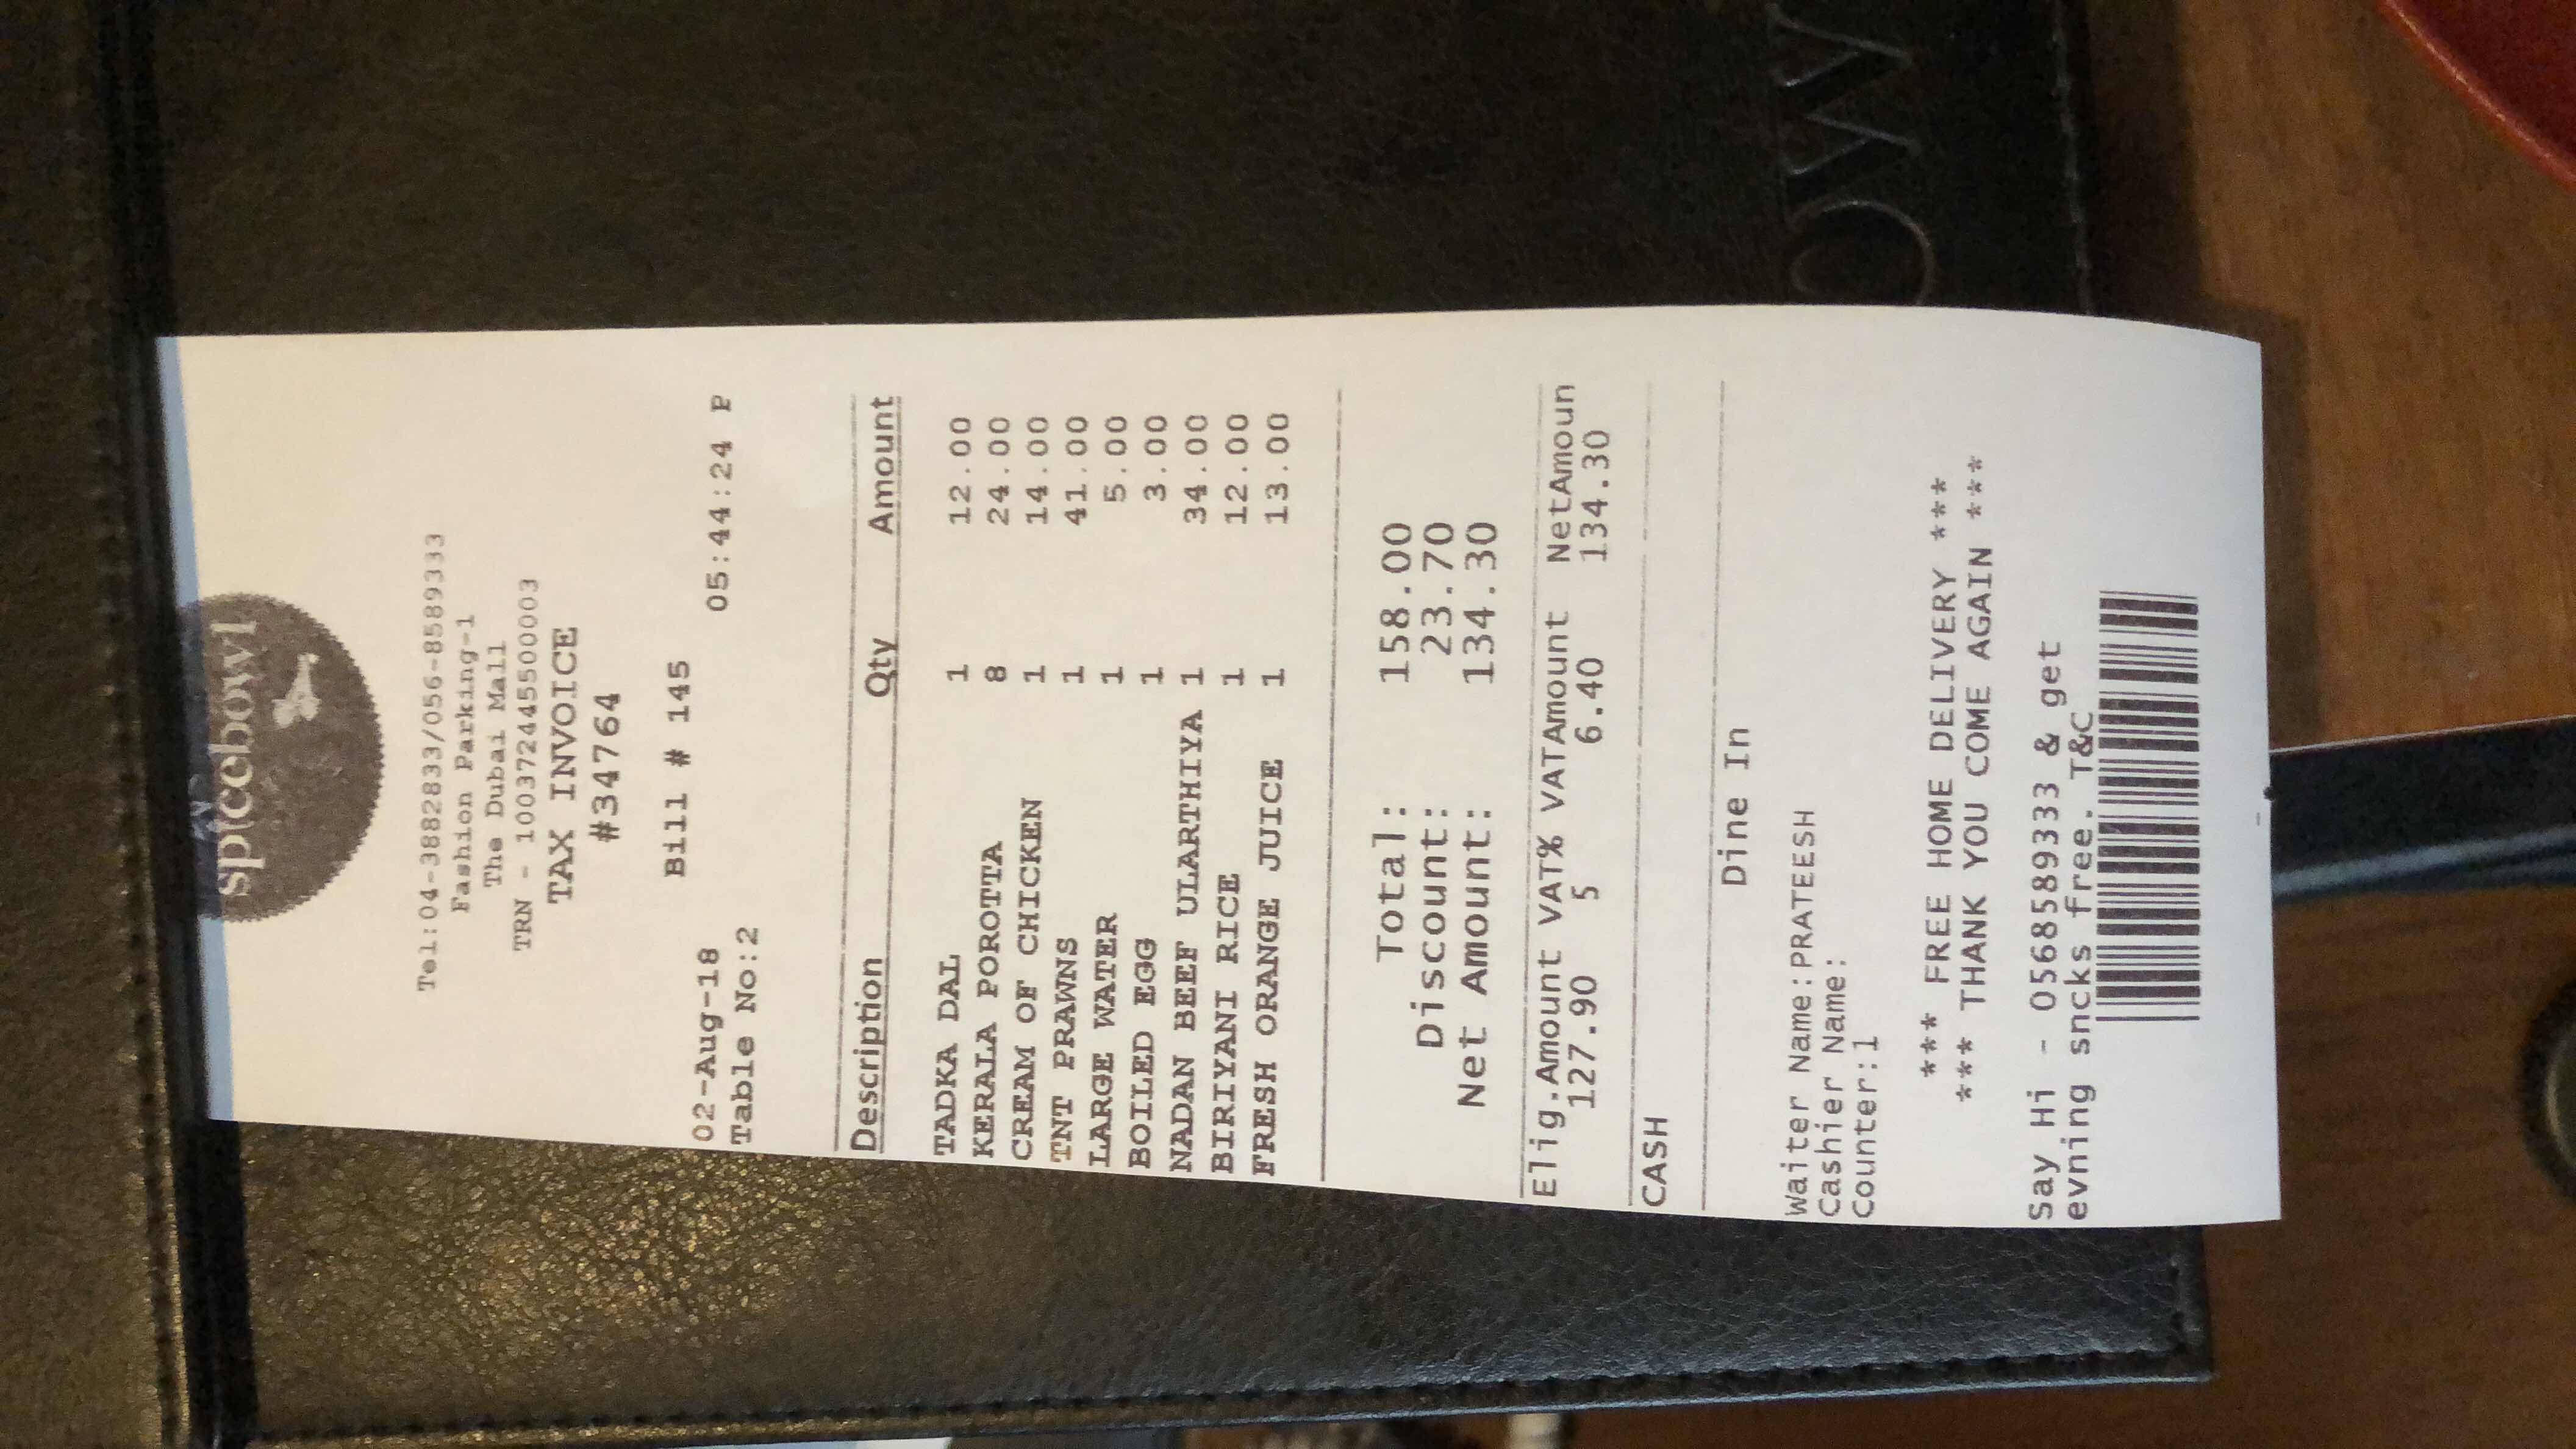 spicebowl
Tel:04-3882833/056-8589333
Fashion Parking-1
The Dubai Mall
TRN - 100372445500003
TAX INVOICE
#34764
Bill # 145
02-Aug-18 05:44:24 P
Table No:2
Description Qty Amount
TADKA DAL 1 12.00
KERALA POROTTA 8 24.00
CREAM OF CHICKEN 1 14.00
TNT PRAWNS 1 41.00
LARGE WATER 1 5.00
BOILED EGG 1 3.00
NADAN BEEF ULARTHIYA 1 34.00
BIRIYANI RICE 1 12.00
FRESH ORANGE JUICE 1 13.00
Total: 158.00
Discount: 23.70
Net Amount: 134.30
Elig.Amount VAT% VATAmount NetAmoun
127.90 5 6.40 134.30
CASH
Dine In
Waiter Name:PRATEESH
Cashier Name:
Counter:1
*** FREE HOME DELIVERY ***
*** THANK YOU COME AGAIN ***
Say Hi - 0568589333 & get
evning sncks free. T&C